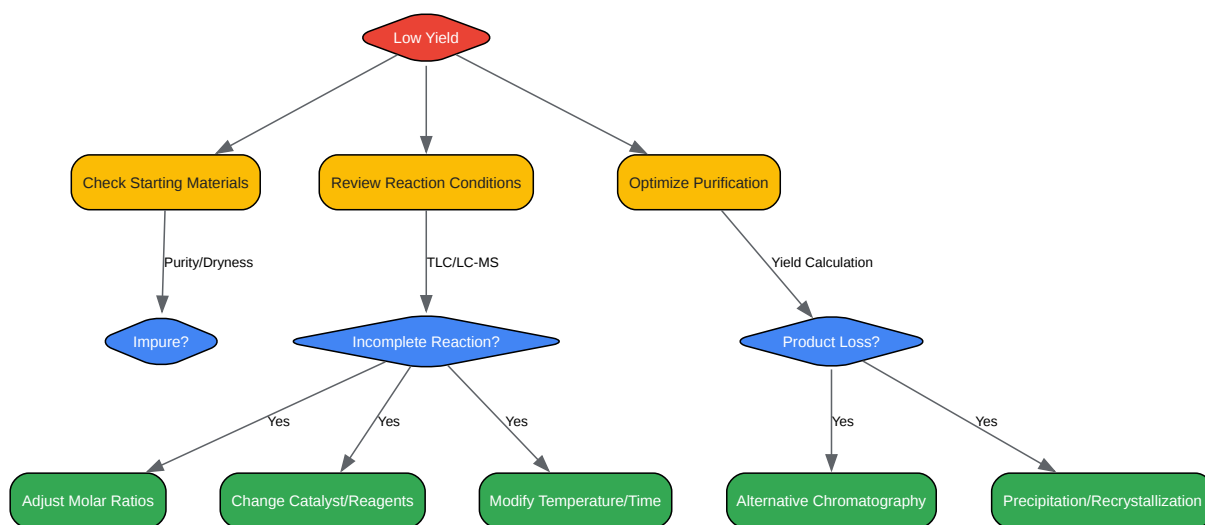 Low Yield
Check Starting Materials
Review Reaction Conditions
Optimize Purification
Purity/Dryness
TLC/LC-MS
Yield Calculation
Impure?
Incomplete Reaction?
Product Loss?
Yes
Yes
Yes
Yes
Yes
Adjust Molar Ratios
Change Catalyst/Reagents
Modify Temperature/Time
Alternative Chromatography
Precipitation/Recrystallization